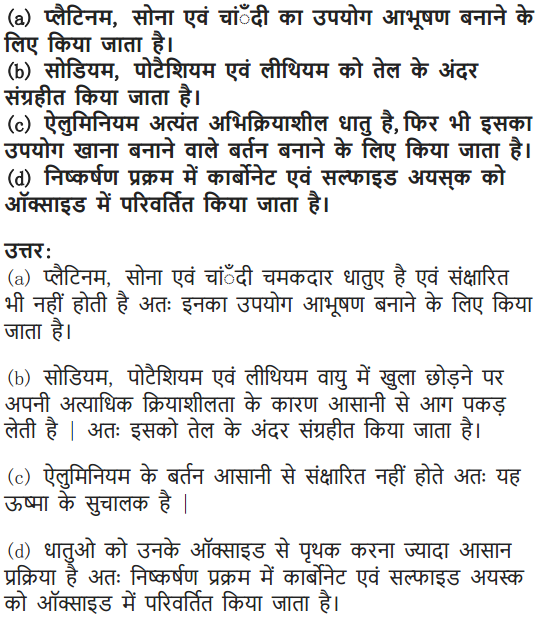 (a) प्लैटिनम, सोना एवं चांँदी का उपयोग आभूषण बनाने के
लिए किया जाता है।
(b) सोडियम, पोटैशियम एवं लीथियम को तेल के अंदर
संग्रहीत किया जाता है।
(c) ऐलुमिनियम अत्यंत अभिक्रियाशील धातु है, फिर भी इसका
उपयोग खाना बनाने वाले बर्तन बनाने के लिए किया जाता है।
(d) निष्कर्षण प्रक्रम में कार्बोनेट एवं सल्फाइड अयस्क को
ऑक्साइड में परिवर्तित किया जाता है।
उत्तर:
(a) प्लैटिनम, सोना एवं चांँदी चमकदार धातुए है एवं संक्षारित
भी नहीं होती है अतः इनका उपयोग आभूषण बनाने के लिए किया
जाता है।
(b) सोडियम, पोटैशियम एवं लीथियम वायु में खुला छोड़ने पर
अपनी अत्याधिक क्रियाशीलता के कारण आसानी से आग पकड़
लेती है | अतः इसको तेल के अंदर संग्रहीत किया जाता है।
(c) ऐलुमिनियम के बर्तन आसानी से संक्षारित नहीं होते अतः यह
ऊष्मा के सुचालक है |
(d) धातुओ को उनके ऑक्साइड से पृथक करना ज्यादा आसान
प्रक्रिया है अतः निष्कर्षण प्रक्रम में कार्बोनेट एवं सल्फाइड अयस्क
को ऑक्साइड में परिवर्तित किया जाता है।